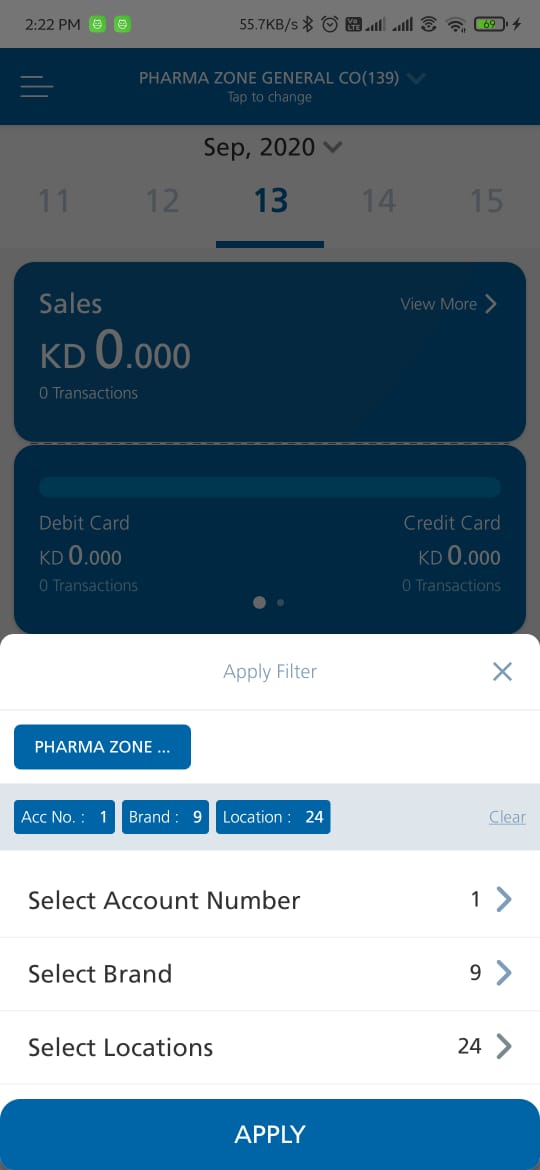 2:22 PM 55.7KB/s 69
PHARMA ZONE GENERAL CO(139)
Tap to change
Sep, 2020
11 12 13 14 15
Sales View More
KD 0.000
0 Transactions
Debit Card Credit Card
KD 0.000 KD 0.000
0 Transactions 0 Transactions
Apply Filter
PHARMA ZONE ...
Acc No. : 1 Brand : 9 Location : 24 Clear
Select Account Number 1
Select Brand 9
Select Locations 24
APPLY